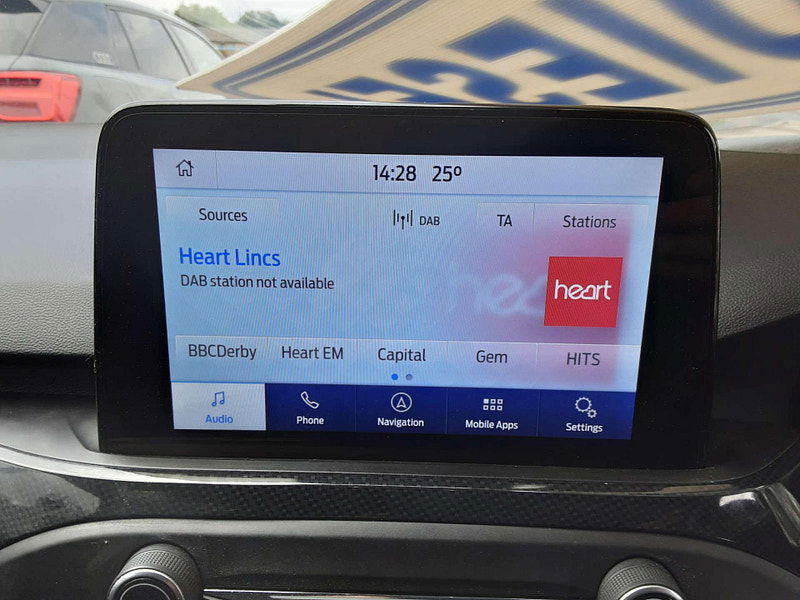 14:28 25º
Sources DAB TA Stations
Heart Lincs
DAB station not available
heart
BBCDerby Heart EM Capital Gem HITS
Audio Phone Navigation Mobile Apps Settings